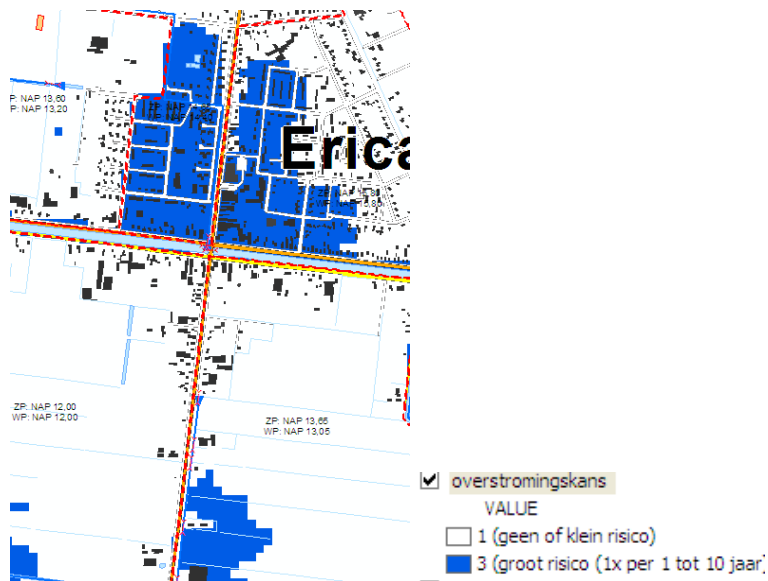 P: NAP 13,60
P: NAP 13,20
Erica
ZP: NAP 12,00
WP: NAP 12,00
ZP: NAP 13,65
WP: NAP 13,05
overstromingskans
VALUE
1 (geen of klein risico)
3 (groot risico (1x per 1 tot 10 jaar)